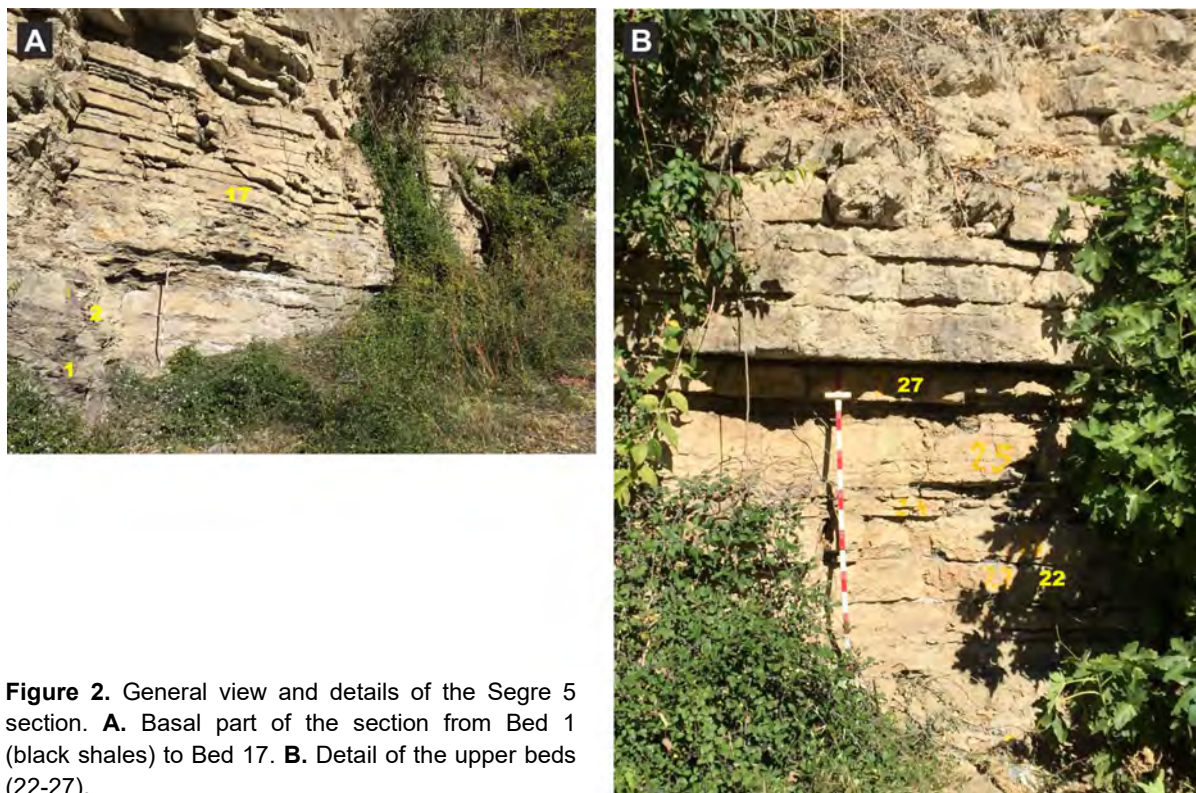 A
17
2
1
B
27
25
22
Figure 2. General view and details of the Segre 5
section. A. Basal part of the section from Bed 1
(black shales) to Bed 17. B. Detail of the upper beds
(22-27).